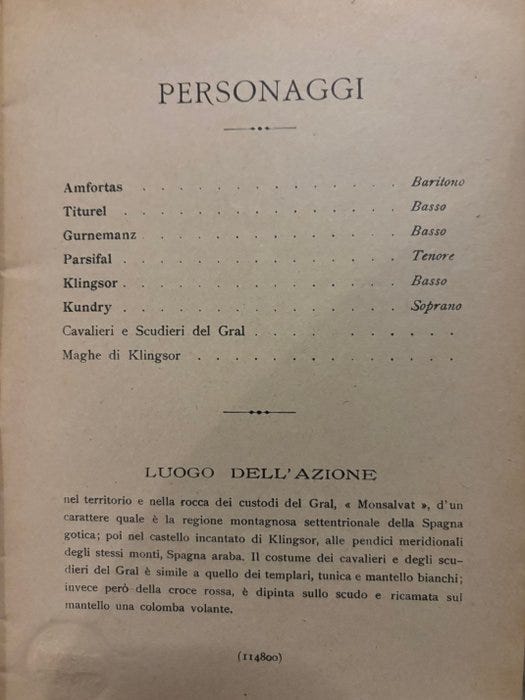 PERSONAGGI
Amfortas . . . . . . . . . . . . Baritono
Titurel . . . . . . . . . . . . Basso
Gurnemanz . . . . . . . . . . . Basso
Parsifal . . . . . . . . . . . . Tenore
Klingsor . . . . . . . . . . . . Basso
Kundry . . . . . . . . . . . . Soprano
Cavalieri e Scudieri del Gral . . . . . . . . .
Maghe di Klingsor . . . . . . . . . . .
LUOGO DELL'AZIONE
nel territorio e nella rocca dei custodi del Gral, « Monsalvat », d'un
carattere quale è la regione montagnosa settentrionale della Spagna
gotica; poi nel castello incantato di Klingsor, alle pendici meridionali
degli stessi monti, Spagna araba. Il costume dei cavalieri e degli scu-
dieri del Gral è simile a quello dei templari, tunica e mantello bianchi;
invece però della croce rossa, è dipinta sullo scudo e ricamata sul
mantello una colomba volante.
(114800)